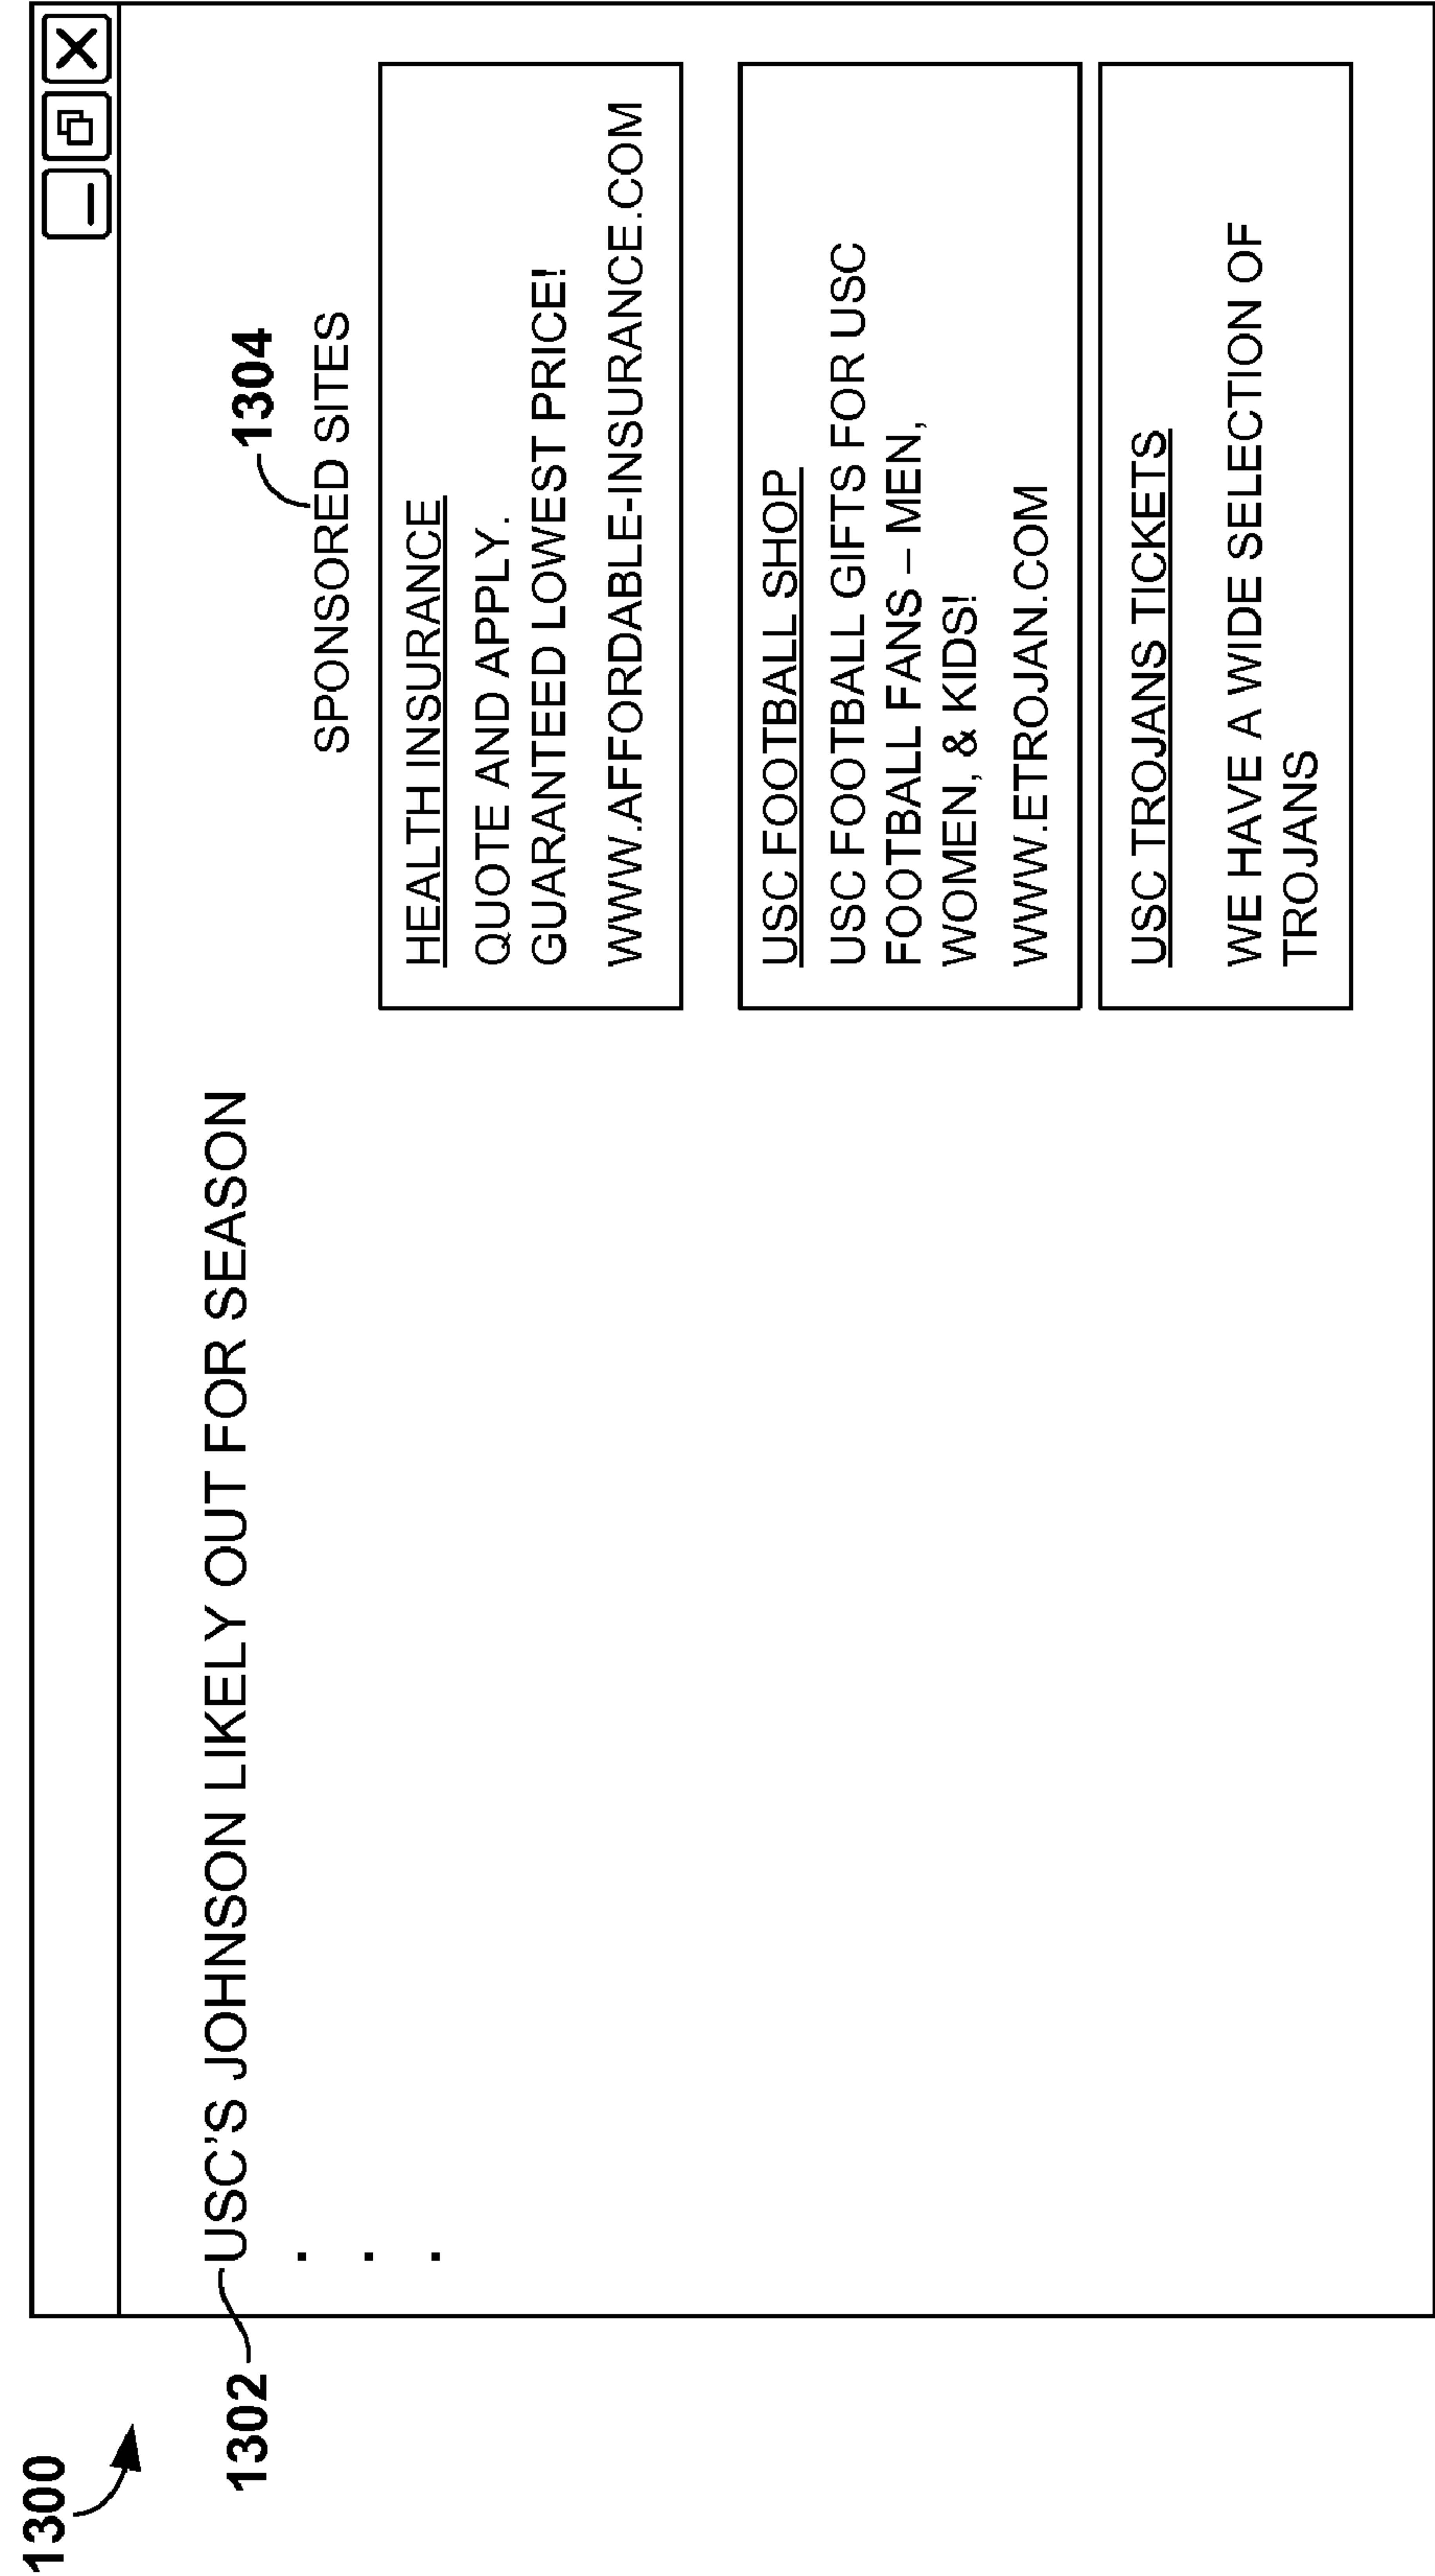 1300
1302
USC'S JOHNSON LIKELY OUT FOR SEASON
. . .
1304
SPONSORED SITES
HEALTH INSURANCE
QUOTE AND APPLY.
GUARANTEED LOWEST PRICE!
WWW.AFFORDABLE-INSURANCE.COM
USC FOOTBALL SHOP
USC FOOTBALL GIFTS FOR USC
FOOTBALL FANS – MEN,
WOMEN, & KIDS!
WWW.ETROJAN.COM
USC TROJANS TICKETS
WE HAVE A WIDE SELECTION OF
TROJANS